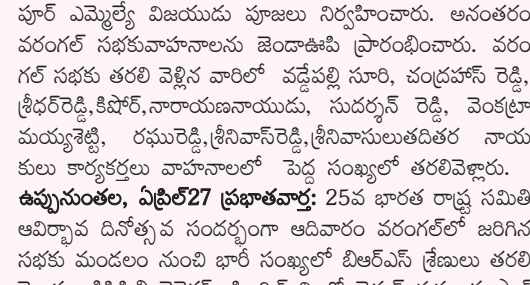 పూర్ ఎమ్మెల్యే విజయుడు పూజలు నిర్వహించారు. అనంతరం
వరంగల్ సభకువాహనాలను జెండాఊపి ప్రారంభించారు. వరం
గల్ సభకు తరలి వెళ్లిన వారిలో వడ్డేపల్లి సూరి, చంద్రహాస్ రెడ్డి,
శ్రీధర్‌రెడ్డి,కిషోర్,నారాయణనాయుడు, సుదర్శన్ రెడ్డి, వెంకట్రా
మయ్యశెట్టి, రఘురెడ్డి,శ్రీనివాస్‌రెడ్డి,శ్రీనివాసులుతదితర నాయ
కులు కార్యకర్తలు వాహనాలలో పెద్ద సంఖ్యలో తరలివెళ్లారు.
ఉప్పునుంతల, ఏప్రిల్27 ప్రభాతవార్త: 25వ భారత రాష్ట్ర సమితి
ఆవిర్భావ దినోత్సవ సందర్భంగా ఆదివారం వరంగల్‌లో జరిగిన
సభకు మండలం నుంచి భారీ సంఖ్యలో బిఆర్ఎస్ శ్రేణులు తరలి